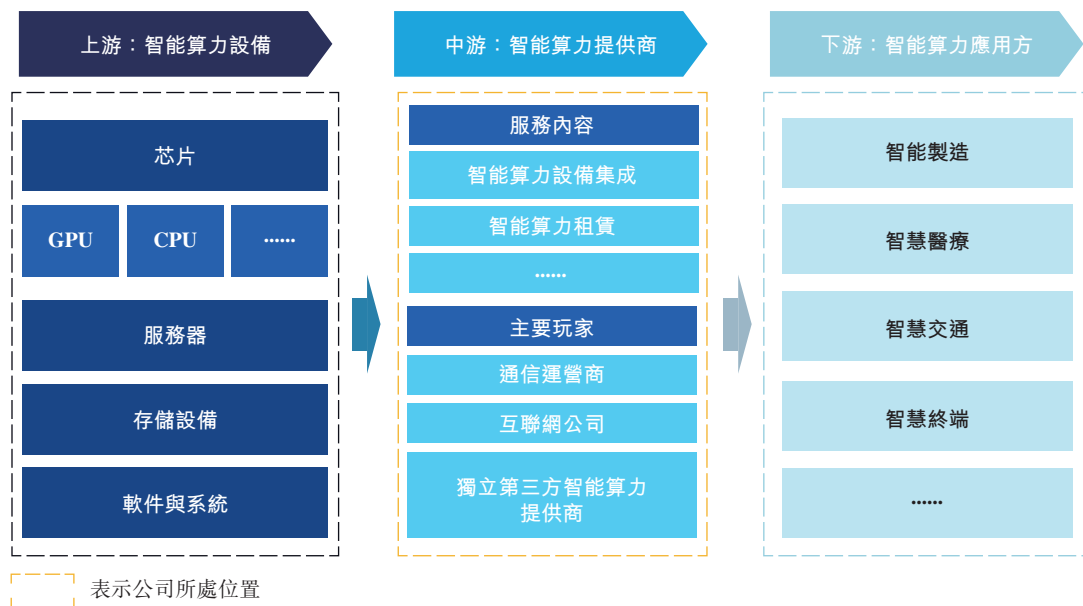 上游：智能算力設備
芯片
GPU
CPU
......
服務器
存儲設備
軟件與系統
中游：智能算力提供商
服務內容
智能算力設備集成
智能算力租賃
......
主要玩家
通信運營商
互聯網公司
獨立第三方智能算力
提供商
下游：智能算力應用方
智能製造
智慧醫療
智慧交通
智慧終端
......
表示公司所處位置